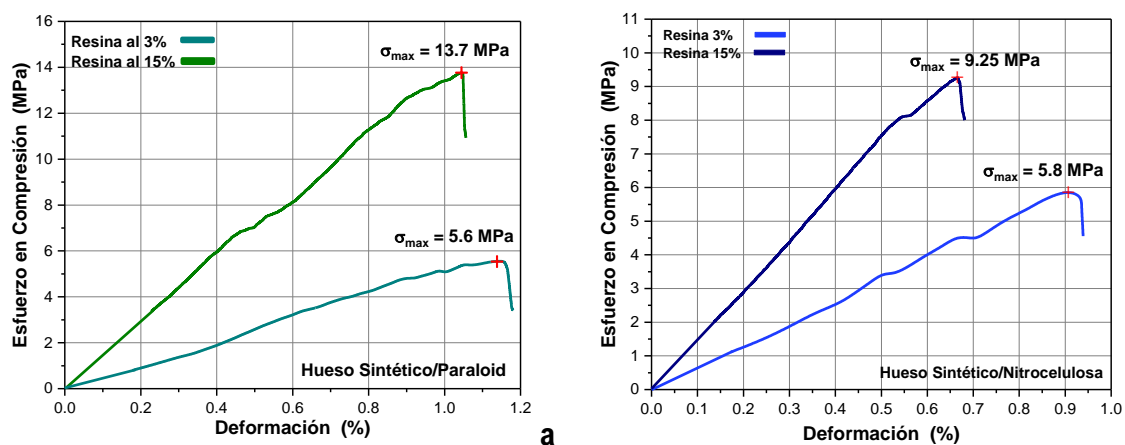 16
14
12
10
8
6
4
2
0
Esfuerzo en Compresión (MPa)
Resina al 3%
Resina al 15%
σmax = 13.7 MPa
σmax = 5.6 MPa
Hueso Sintético/Paraloid
0.0 0.2 0.4 0.6 0.8 1.0 1.2
Deformación (%)
a
11
10
9
8
7
6
5
4
3
2
1
0
Esfuerzo en Compresión (MPa)
Resina 3%
Resina 15%
σmax = 9.25 MPa
σmax = 5.8 MPa
Hueso Sintético/Nitrocelulosa
0.0 0.1 0.2 0.3 0.4 0.5 0.6 0.7 0.8 0.9 1.0
Deformación (%)